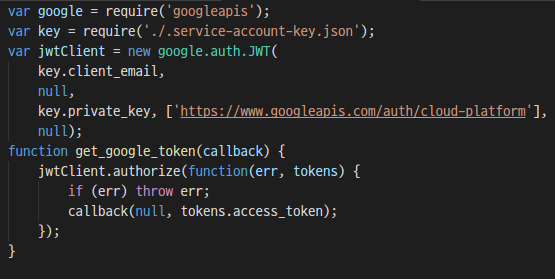 var google = require('googleapis');
var key = require('./.service-account-key.json');
var jwtClient = new google.auth.JWT(
    key.client_email,
    null,
    key.private_key, ['https://www.googleapis.com/auth/cloud-platform'],
    null);
function get_google_token(callback) {
    jwtClient.authorize(function(err, tokens) {
        if (err) throw err;
        callback(null, tokens.access_token);
    });
}